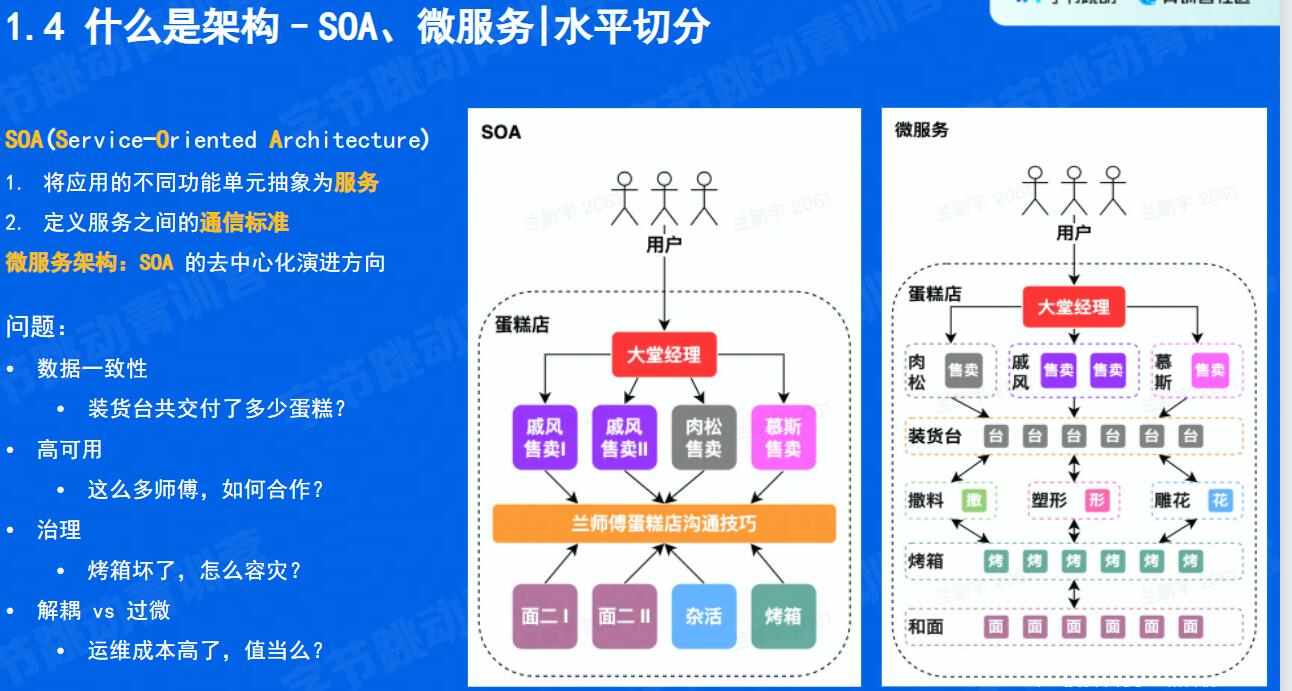 1.4 什么是架构 - SOA、微服务|水平切分
SOA(Service-Oriented Architecture)
1. 将应用的不同功能单元抽象为服务
2. 定义服务之间的通信标准
微服务架构：SOA 的去中心化演进方向
问题：
• 数据一致性
• 装货台共交付了多少蛋糕？
• 高可用
• 这么多师傅，如何合作？
• 治理
• 烤箱坏了，怎么容灾？
• 解耦 vs 过微
• 运维成本高了，值当么？
SOA
用户
蛋糕店
大堂经理
戚风 售卖I
戚风 售卖II
肉松 售卖
慕斯 售卖
兰师傅蛋糕店沟通技巧
面二 I
面二 II
杂活
烤箱
微服务
用户
蛋糕店
大堂经理
肉松 售卖
戚风 售卖 售卖
慕斯 售卖
装货台 台 台 台 台 台 台
撒料 撒
塑形 形
雕花 花
烤箱 烤 烤 烤 烤 烤 烤
和面 面 面 面 面 面 面
字节跳动青训营
兰新宇 2061